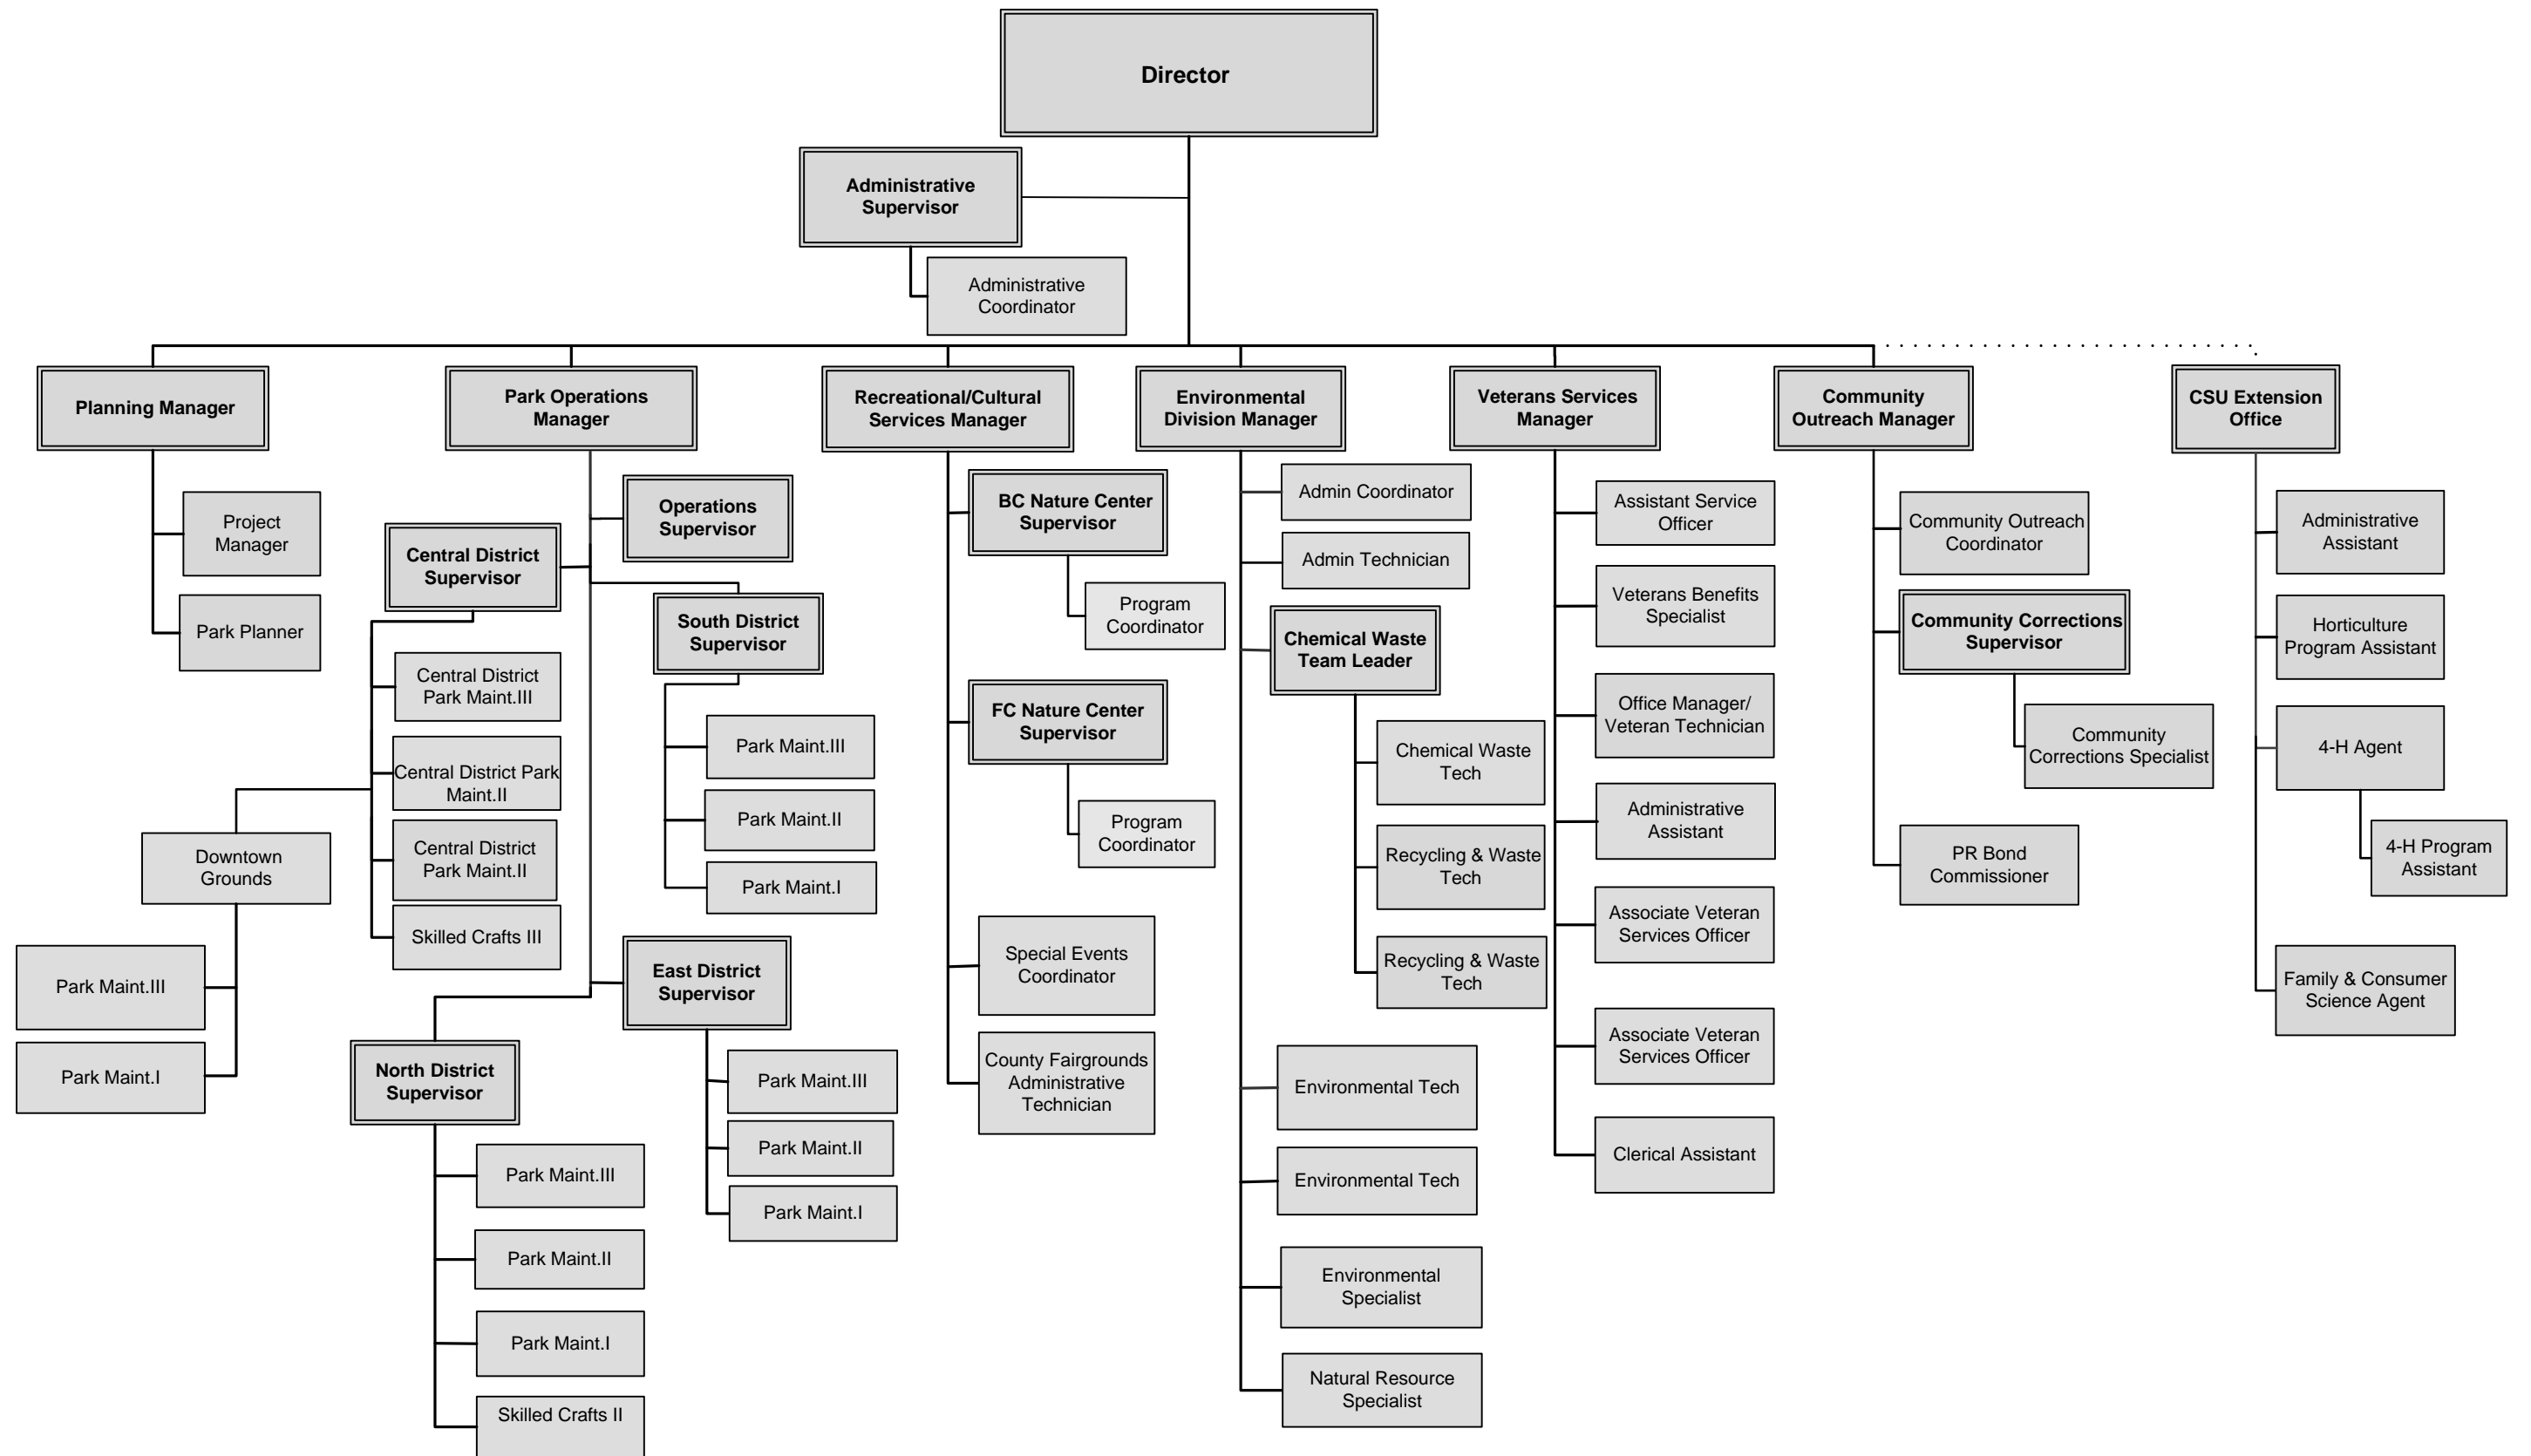 Director
Administrative
Supervisor
Administrative
Coordinator
Planning Manager
Project
Manager
Park Planner
Park Operations
Manager
Operations
Supervisor
Central District
Supervisor
Central District
Park Maint.III
Central District Park
Maint.II
Central District
Park Maint.II
Skilled Crafts III
Downtown
Grounds
Park Maint.III
Park Maint.I
South District
Supervisor
Park Maint.III
Park Maint.II
Park Maint.I
East District
Supervisor
Park Maint.III
Park Maint.II
Park Maint.I
North District
Supervisor
Park Maint.III
Park Maint.II
Park Maint.I
Skilled Crafts II
Recreational/Cultural
Services Manager
BC Nature Center
Supervisor
Program
Coordinator
FC Nature Center
Supervisor
Program
Coordinator
Special Events
Coordinator
County Fairgrounds
Administrative
Technician
Environmental
Division Manager
Admin Coordinator
Admin Technician
Chemical Waste
Team Leader
Chemical Waste
Tech
Recycling & Waste
Tech
Recycling & Waste
Tech
Environmental Tech
Environmental Tech
Environmental
Specialist
Natural Resource
Specialist
Veterans Services
Manager
Assistant Service
Officer
Veterans Benefits
Specialist
Office Manager/
Veteran Technician
Administrative
Assistant
Associate Veteran
Services Officer
Associate Veteran
Services Officer
Clerical Assistant
Community
Outreach Manager
Community Outreach
Coordinator
Community Corrections
Supervisor
Community
Corrections Specialist
PR Bond
Commissioner
CSU Extension
Office
Administrative
Assistant
Horticulture
Program Assistant
4-H Agent
4-H Program
Assistant
Family & Consumer
Science Agent